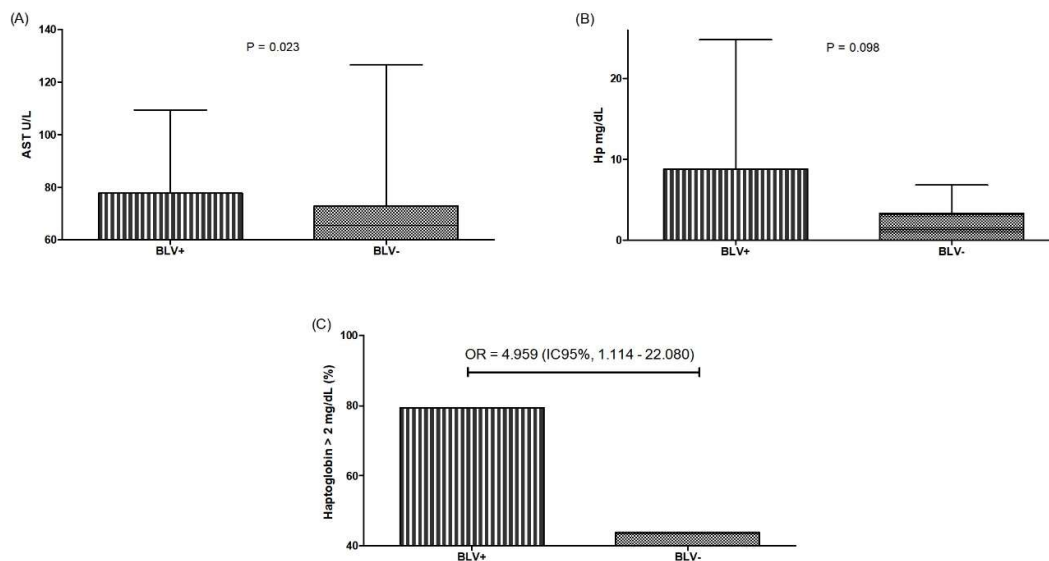 (A)
P = 0.023
AST U/L
140
120
100
80
60
BLV+
BLV-
(B)
P = 0.098
Hp mg/dL
20
10
0
BLV+
BLV-
(C)
OR = 4.959 (IC95%, 1.114 - 22.080)
Haptoglobin > 2 mg/dL (%)
100
80
60
40
BLV+
BLV-